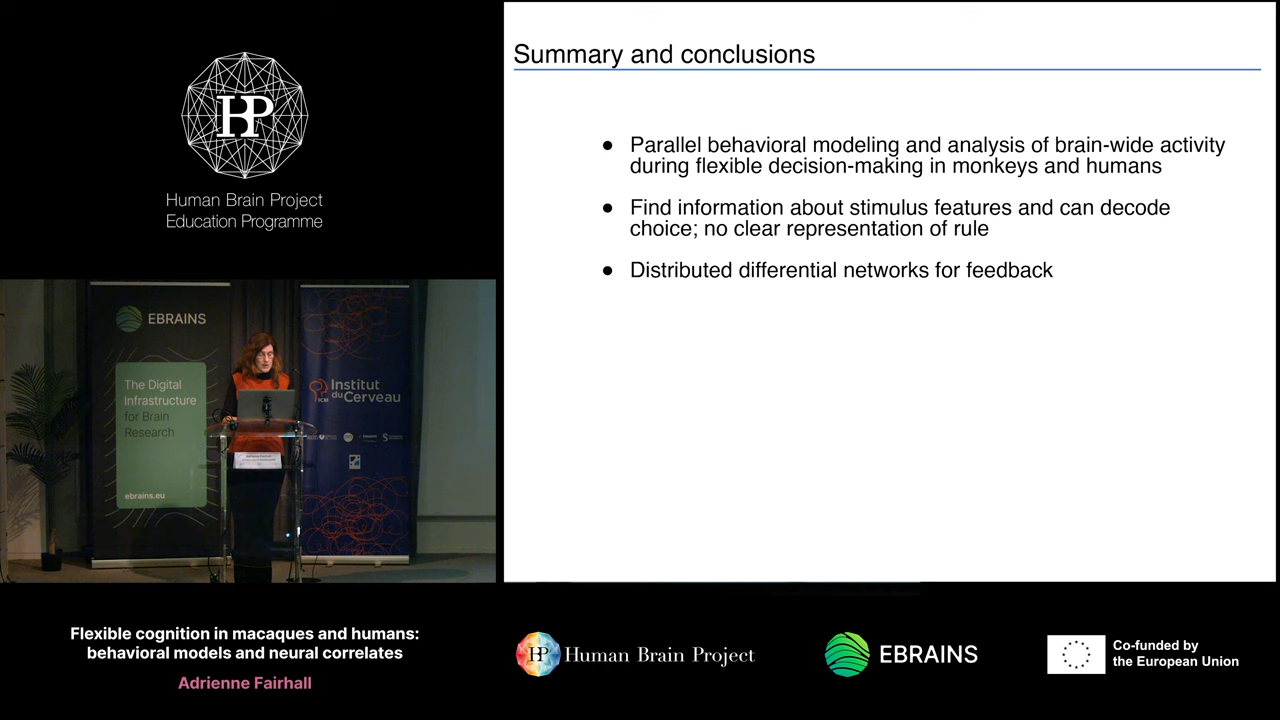 HP
Human Brain Project
Education Programme
Summary and conclusions
● Parallel behavioral modeling and analysis of brain-wide activity
during flexible decision-making in monkeys and humans
● Find information about stimulus features and can decode
choice; no clear representation of rule
● Distributed differential networks for feedback
EBRAINS
The Digital
Infrastructure
for Brain
Research
ebrains.eu
ICM
Institut
du Cerveau
Flexible cognition in macaques and humans:
behavioral models and neural correlates
Adrienne Fairhall
HP Human Brain Project
EBRAINS
Co-funded by
the European Union